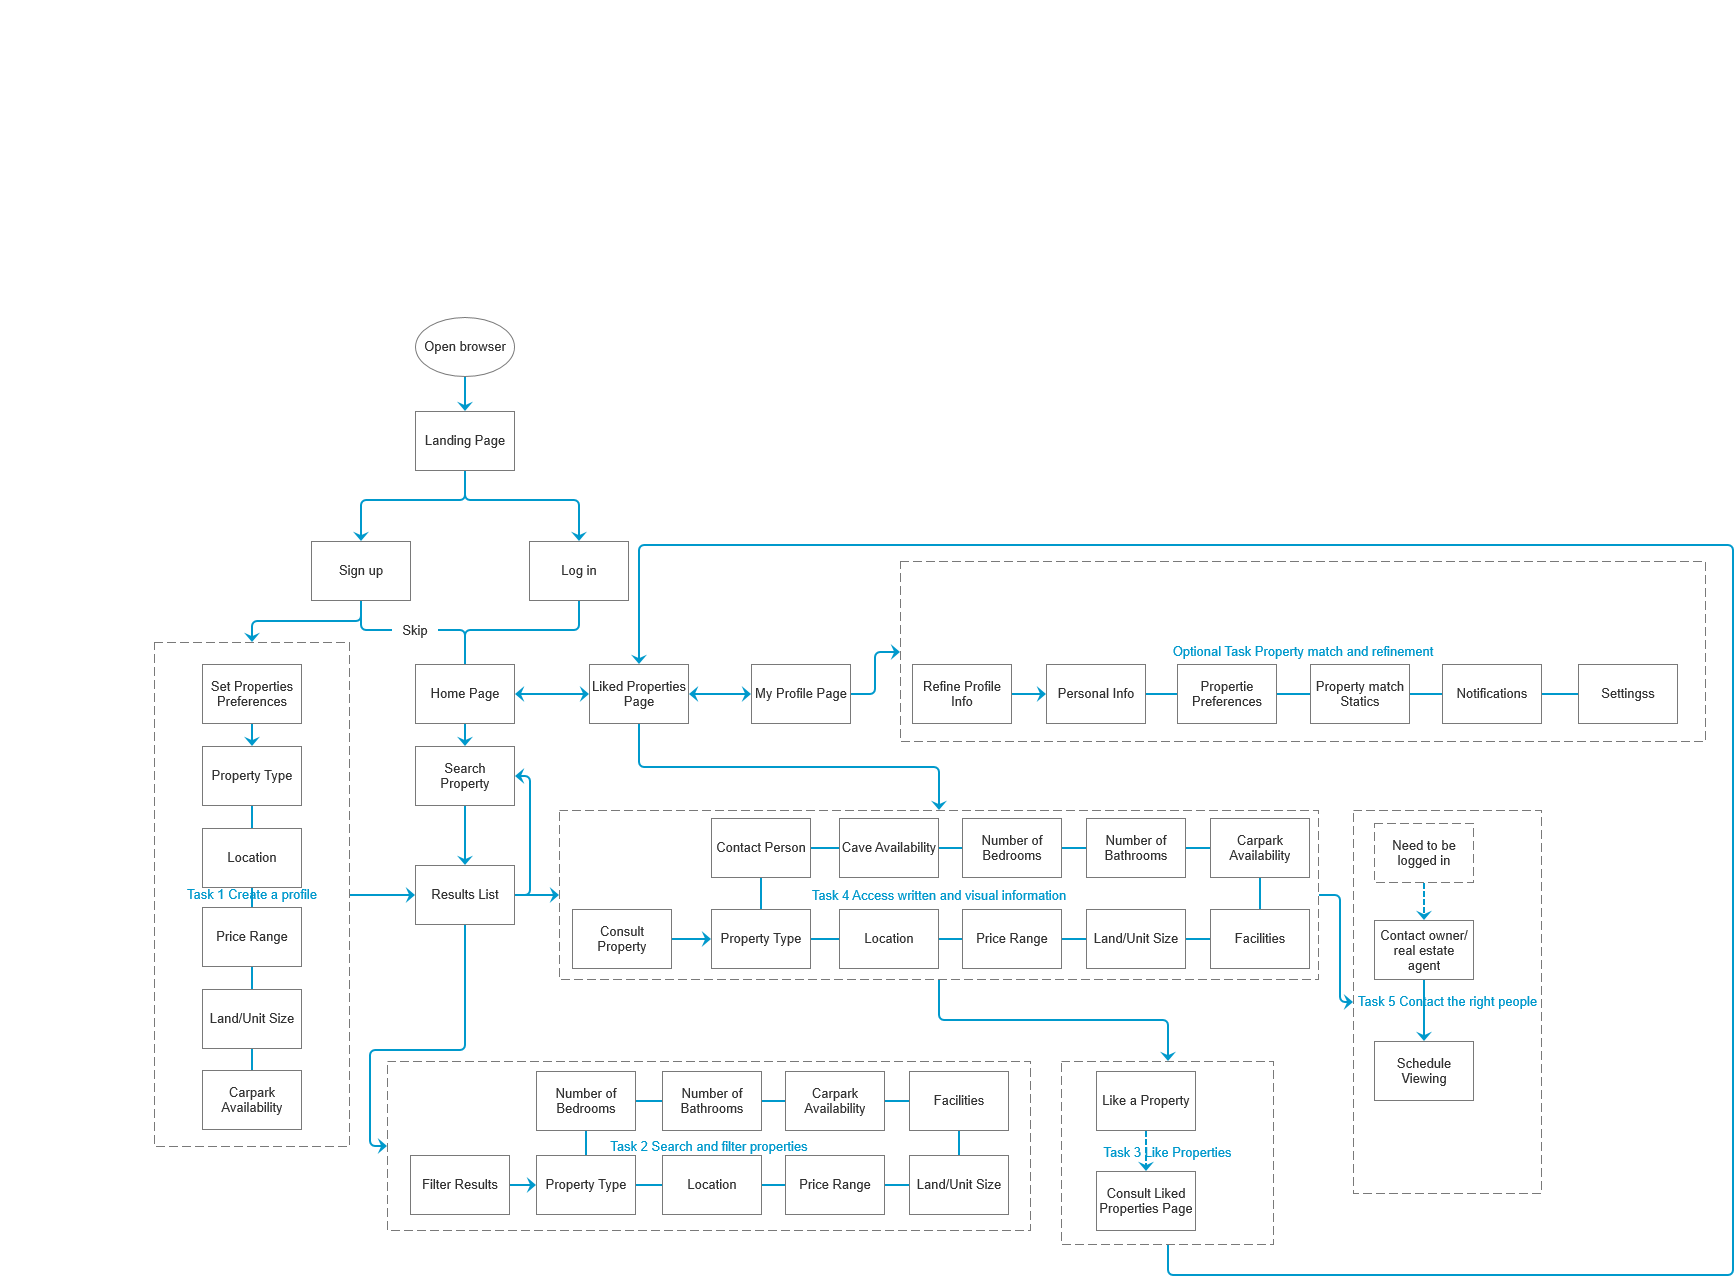 Open browser
Landing Page
Sign up
Log in
Skip
Set Properties
Preferences
Property Type
Location
Task 1 Create a profile
Price Range
Land/Unit Size
Carpark
Availability
Home Page
Liked Properties
Page
My Profile Page
Optional Task Property match and refinement
Refine Profile
Info
Personal Info
Propertie
Preferences
Property match
Statics
Notifications
Settingss
Search
Property
Results List
Contact Person
Cave Availability
Number of
Bedrooms
Number of
Bathrooms
Carpark
Availability
Task 4 Access written and visual information
Consult
Property
Property Type
Location
Price Range
Land/Unit Size
Facilities
Need to be
logged in
Contact owner/
real estate
agent
Task 5 Contact the right people
Schedule
Viewing
Number of
Bedrooms
Number of
Bathrooms
Carpark
Availability
Facilities
Task 2 Search and filter properties
Filter Results
Property Type
Location
Price Range
Land/Unit Size
Like a Property
Task 3 Like Properties
Consult Liked
Properties Page